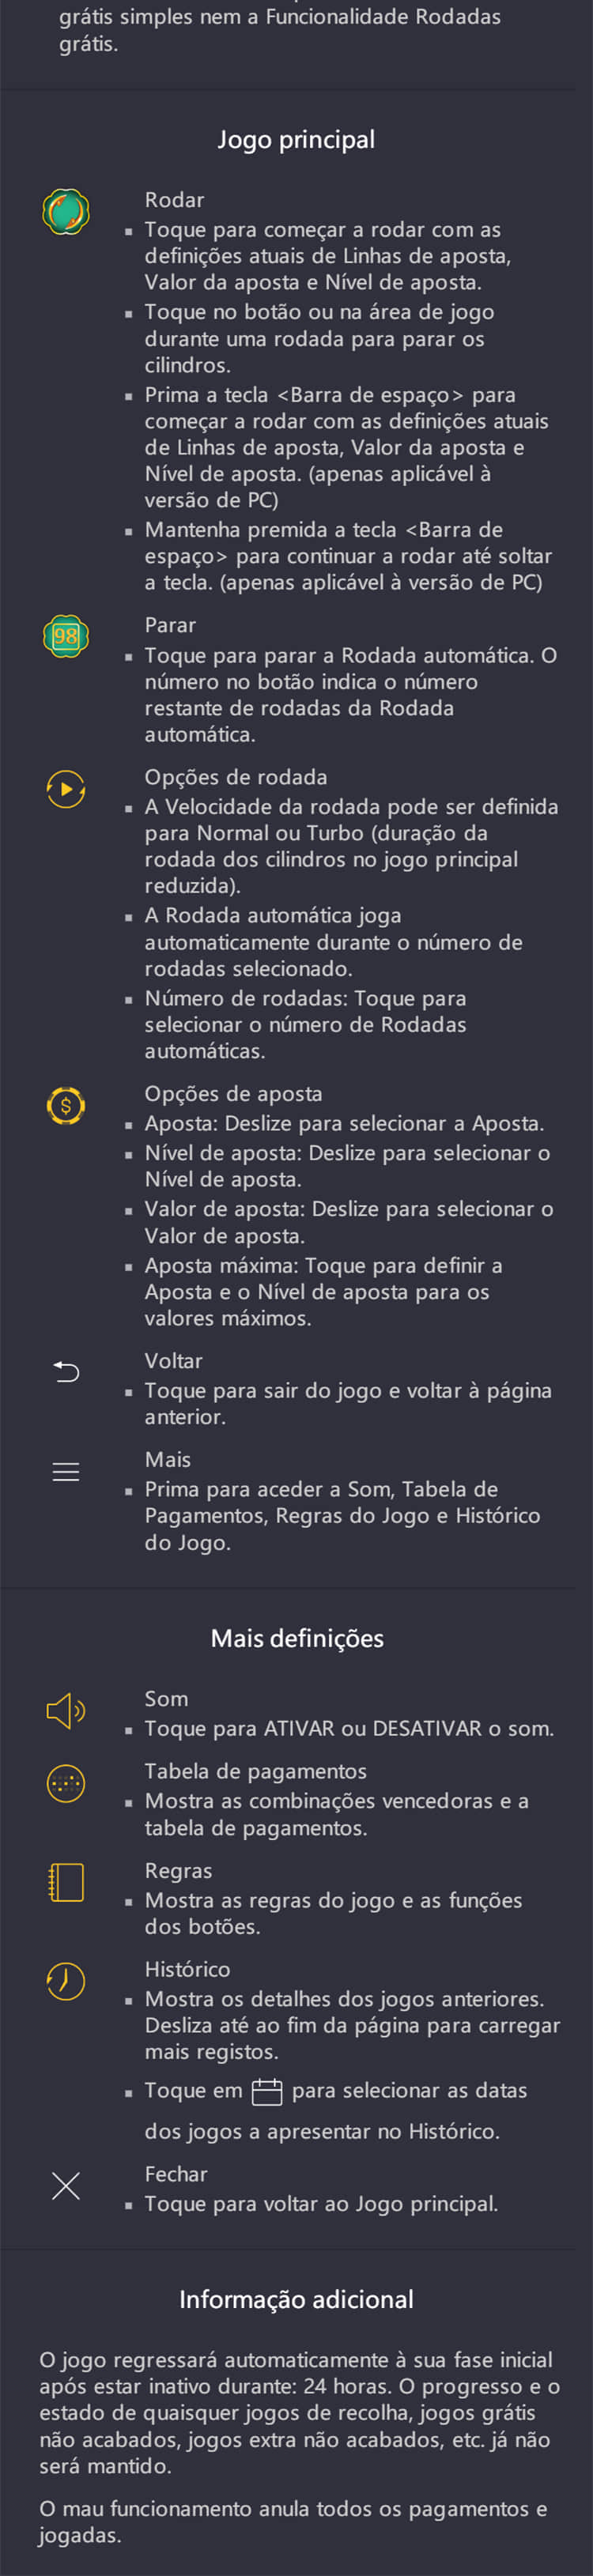 grátis simples nem a Funcionalidade Rodadas
grátis.
Jogo principal
Rodar
Toque para começar a rodar com as
definições atuais de Linhas de aposta,
Valor da aposta e Nível de aposta.
Toque no botão ou na área de jogo
durante uma rodada para parar os
cilindros.
Prima a tecla <Barra de espaço> para
começar a rodar com as definições atuais
de Linhas de aposta, Valor da aposta e
Nível de aposta. (apenas aplicável à
versão de PC)
Mantenha premida a tecla <Barra de
espaço> para continuar a rodar até soltar
a tecla. (apenas aplicável à versão de PC)
98
Parar
Toque para parar a Rodada automática. O
número no botão indica o número
restante de rodadas da Rodada
automática.
Opções de rodada
A Velocidade da rodada pode ser definida
para Normal ou Turbo (duração da
rodada dos cilindros no jogo principal
reduzida).
A Rodada automática joga
automaticamente durante o número de
rodadas selecionado.
Número de rodadas: Toque para
selecionar o número de Rodadas
automáticas.
$
Opções de aposta
Aposta: Deslize para selecionar a Aposta.
Nível de aposta: Deslize para selecionar o
Nível de aposta.
Valor de aposta: Deslize para selecionar o
Valor de aposta.
Aposta máxima: Toque para definir a
Aposta e o Nível de aposta para os
valores máximos.
Voltar
Toque para sair do jogo e voltar à página
anterior.
Mais
Prima para aceder a Som, Tabela de
Pagamentos, Regras do Jogo e Histórico
do Jogo.
Mais definições
Som
Toque para ATIVAR ou DESATIVAR o som.
Tabela de pagamentos
Mostra as combinações vencedoras e a
tabela de pagamentos.
Regras
Mostra as regras do jogo e as funções
dos botões.
Histórico
Mostra os detalhes dos jogos anteriores.
Desliza até ao fim da página para carregar
mais registos.
Toque em para selecionar as datas
dos jogos a apresentar no Histórico.
Fechar
Toque para voltar ao Jogo principal.
Informação adicional
O jogo regressará automaticamente à sua fase inicial
após estar inativo durante: 24 horas. O progresso e o
estado de quaisquer jogos de recolha, jogos grátis
não acabados, jogos extra não acabados, etc. já não
será mantido.
O mau funcionamento anula todos os pagamentos e
jogadas.